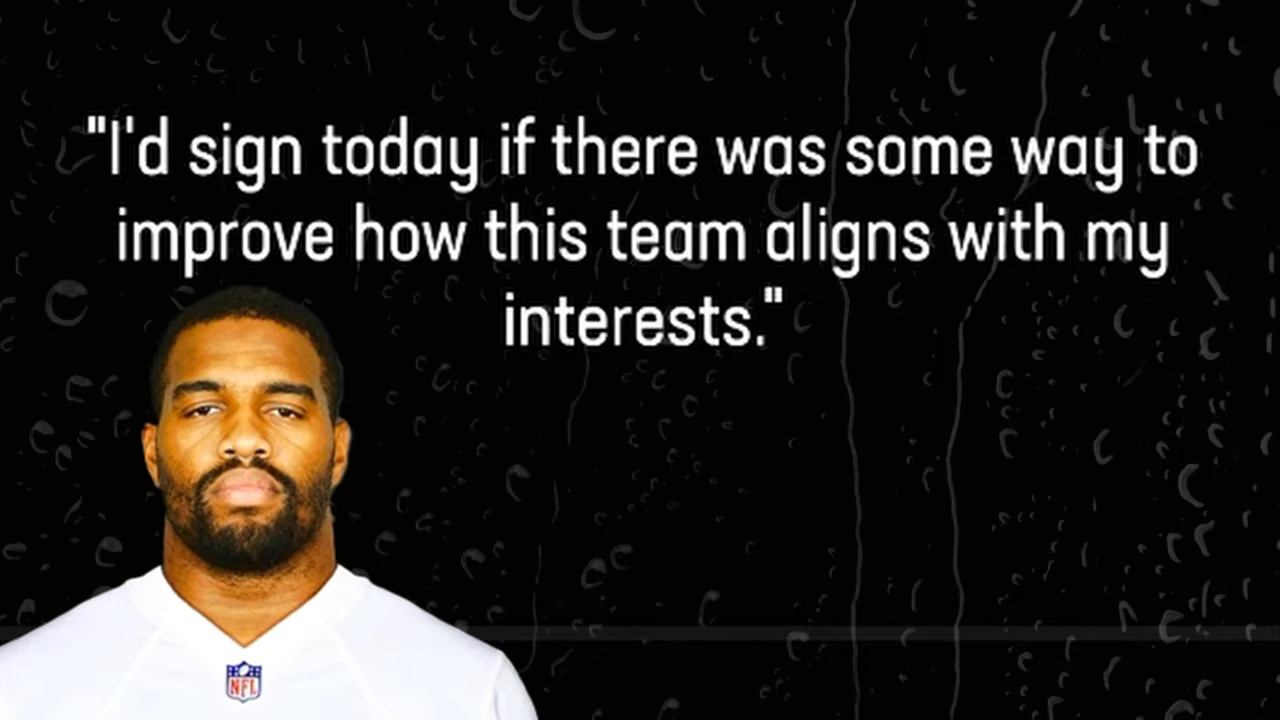 "I'd sign today if there was some way to
improve how this team aligns with my
interests."
NFL